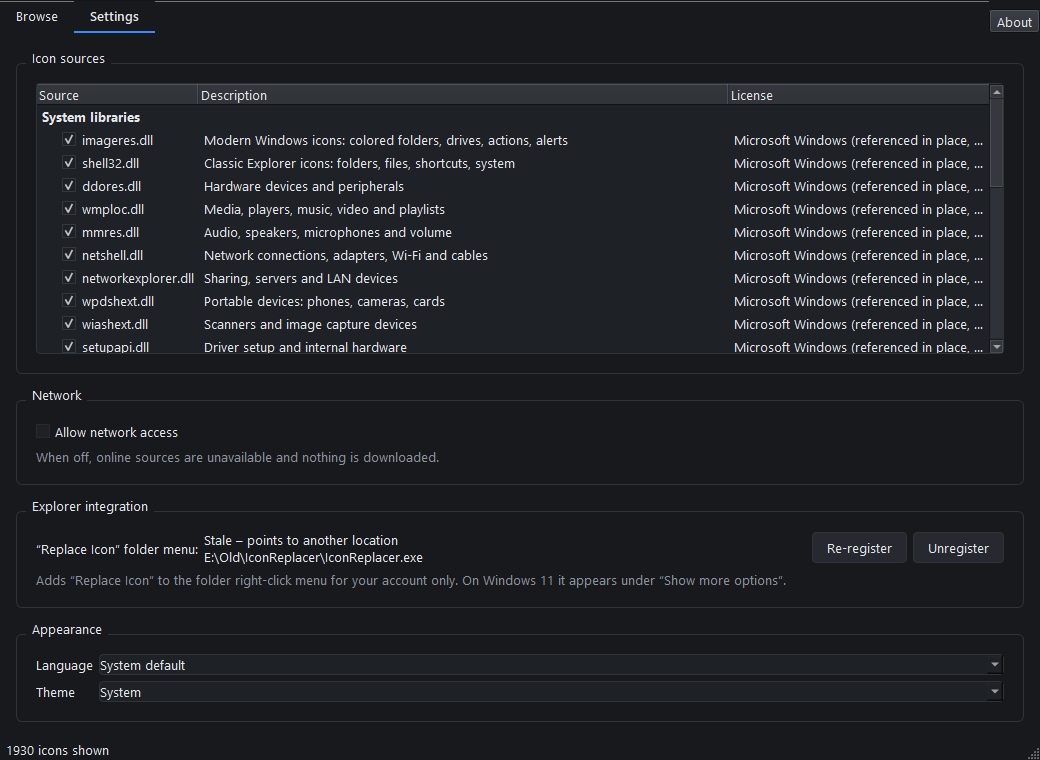 Browse Settings
About
Icon sources
Source Description License
System libraries
imageres.dll Modern Windows icons: colored folders, drives, actions, alerts Microsoft Windows (referenced in place, ...
shell32.dll Classic Explorer icons: folders, files, shortcuts, system Microsoft Windows (referenced in place, ...
ddores.dll Hardware devices and peripherals Microsoft Windows (referenced in place, ...
wmploc.dll Media, players, music, video and playlists Microsoft Windows (referenced in place, ...
mmres.dll Audio, speakers, microphones and volume Microsoft Windows (referenced in place, ...
netshell.dll Network connections, adapters, Wi-Fi and cables Microsoft Windows (referenced in place, ...
networkexplorer.dll Sharing, servers and LAN devices Microsoft Windows (referenced in place, ...
wpdshext.dll Portable devices: phones, cameras, cards Microsoft Windows (referenced in place, ...
wiashext.dll Scanners and image capture devices Microsoft Windows (referenced in place, ...
setupapi.dll Driver setup and internal hardware Microsoft Windows (referenced in place, ...
Network
Allow network access
When off, online sources are unavailable and nothing is downloaded.
Explorer integration
“Replace Icon” folder menu:
Stale – points to another location
E:\Old\IconReplacer\IconReplacer.exe
Re-register Unregister
Adds “Replace Icon” to the folder right-click menu for your account only. On Windows 11 it appears under “Show more options”.
Appearance
Language System default
Theme System
1930 icons shown